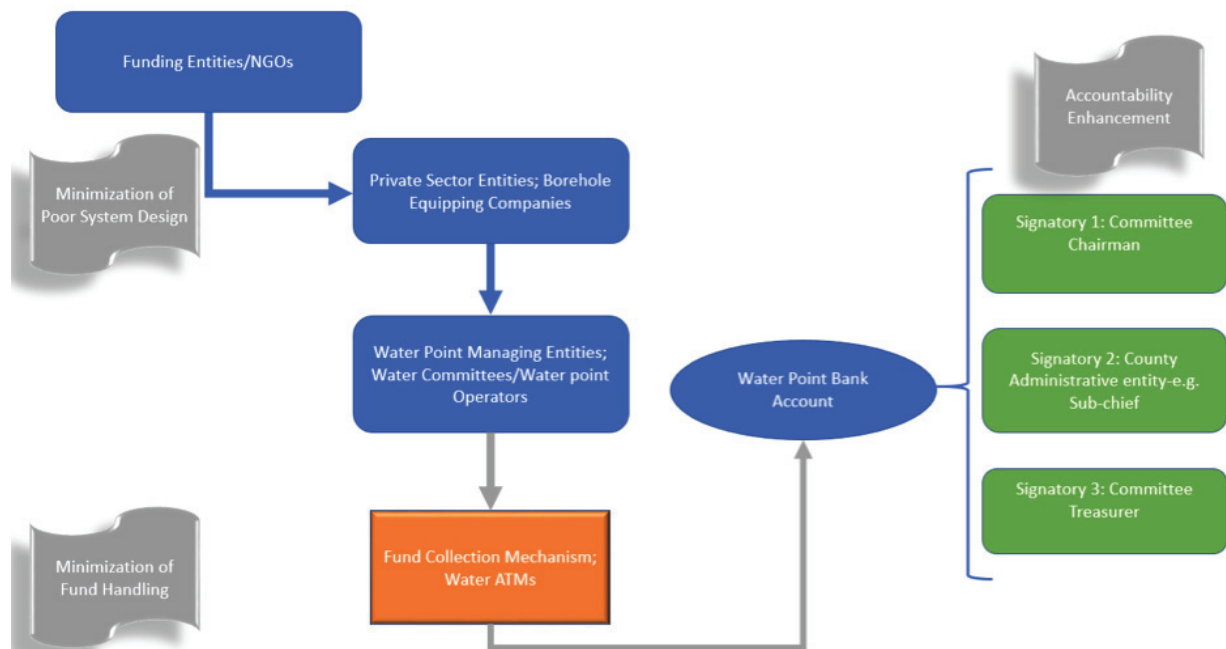 Funding Entities/NGOs
Accountability
Enhancement
Minimization of
Poor System Design
Private Sector Entities; Borehole
Equipping Companies
Signatory 1: Committee
Chairman
Water Point Managing Entities;
Water Committees/Water point
Operators
Water Point Bank
Account
Signatory 2: County
Administrative entity-e.g.
Sub-chief
Signatory 3: Committee
Treasurer
Minimization of
Fund Handling
Fund Collection Mechanism;
Water ATMs